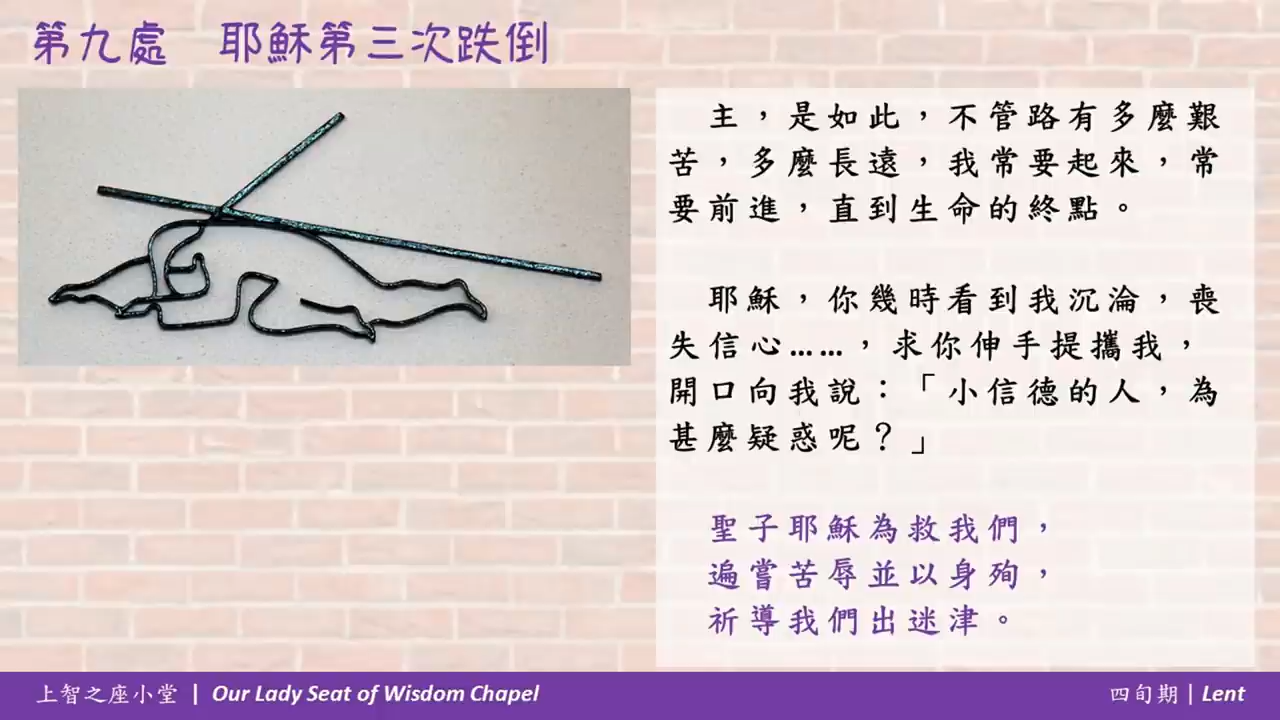 第九處　耶穌第三次跌倒
主，是如此，不管路有多麼艱
苦，多麼長遠，我常要起來，常
要前進，直到生命的終點。
耶穌，你幾時看到我沉淪，喪
失信心……，求你伸手提攜我，
開口向我說：「小信德的人，為
甚麼疑惑呢？」
聖子耶穌為救我們，
遍嘗苦辱並以身殉，
祈導我們出迷津。
上智之座小堂 | Our Lady Seat of Wisdom Chapel
四旬期 | Lent